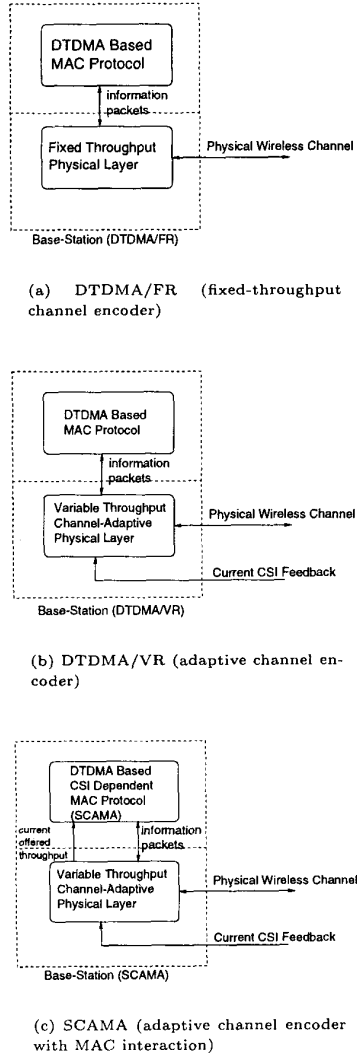 DTDMA Based
MAC Protocol
information
packets
Fixed Throughput
Physical Layer
Physical Wireless Channel
Base-Station (DTDMA/FR)
(a) DTDMA/FR (fixed-throughput
channel encoder)
DTDMA Based
MAC Protocol
information
packets
Variable Throughput
Channel-Adaptive
Physical Layer
Physical Wireless Channel
Current CSI Feedback
Base-Station (DTDMA/VR)
(b) DTDMA/VR (adaptive channel en-
coder)
DTDMA Based
CSI Dependent
MAC Protocol
(SCAMA)
current
offered
throughput
information
packets
Variable Throughput
Channel-Adaptive
Physical Layer
Physical Wireless Channel
Current CSI Feedback
Base-Station (SCAMA)
(c) SCAMA (adaptive channel encoder
with MAC interaction)